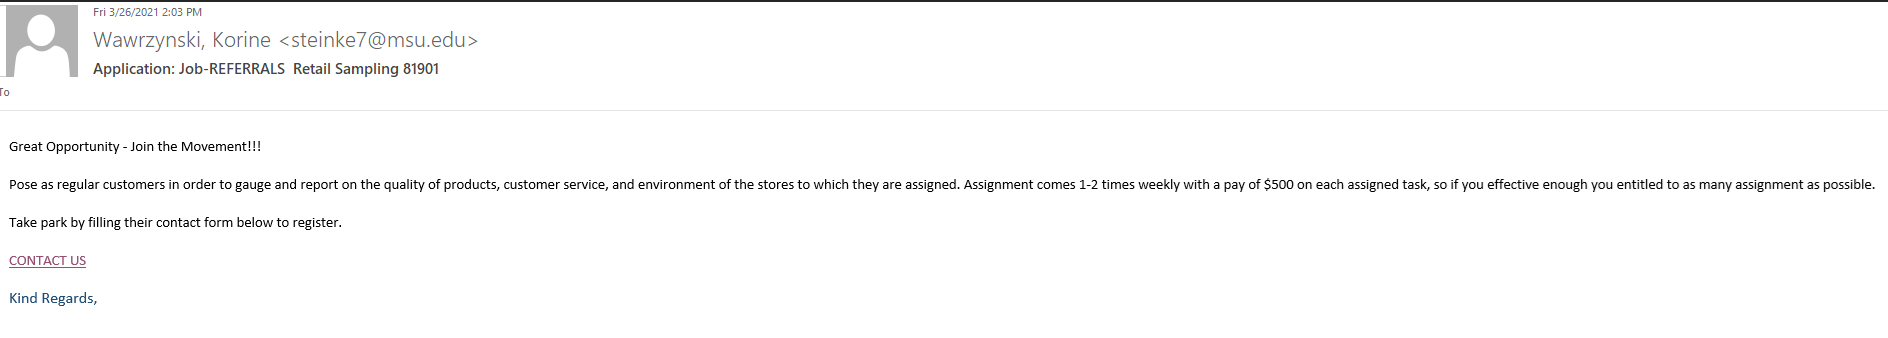 Fri 3/26/2021 2:03 PM
Wawrzynski, Korine <steinke7@msu.edu>
Application: Job-REFERRALS  Retail Sampling 81901
To
Great Opportunity - Join the Movement!!!
Pose as regular customers in order to gauge and report on the quality of products, customer service, and environment of the stores to which they are assigned. Assignment comes 1-2 times weekly with a pay of $500 on each assigned task, so if you effective enough you entitled to as many assignment as possible.
Take park by filling their contact form below to register.
CONTACT US
Kind Regards,